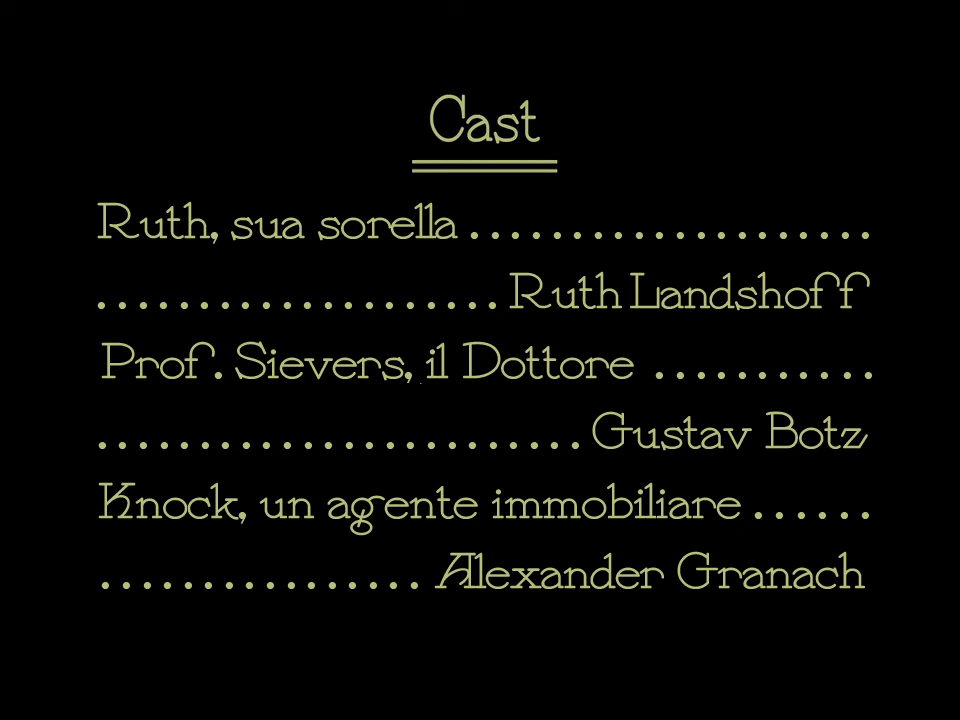 Cast
Ruth, sua sorella ....................
.................... Ruth Landshoff
Prof. Sievers, il Dottore ...........
........................ Gustav Botz
Knock, un agente immobiliare ......
................ Alexander Granach